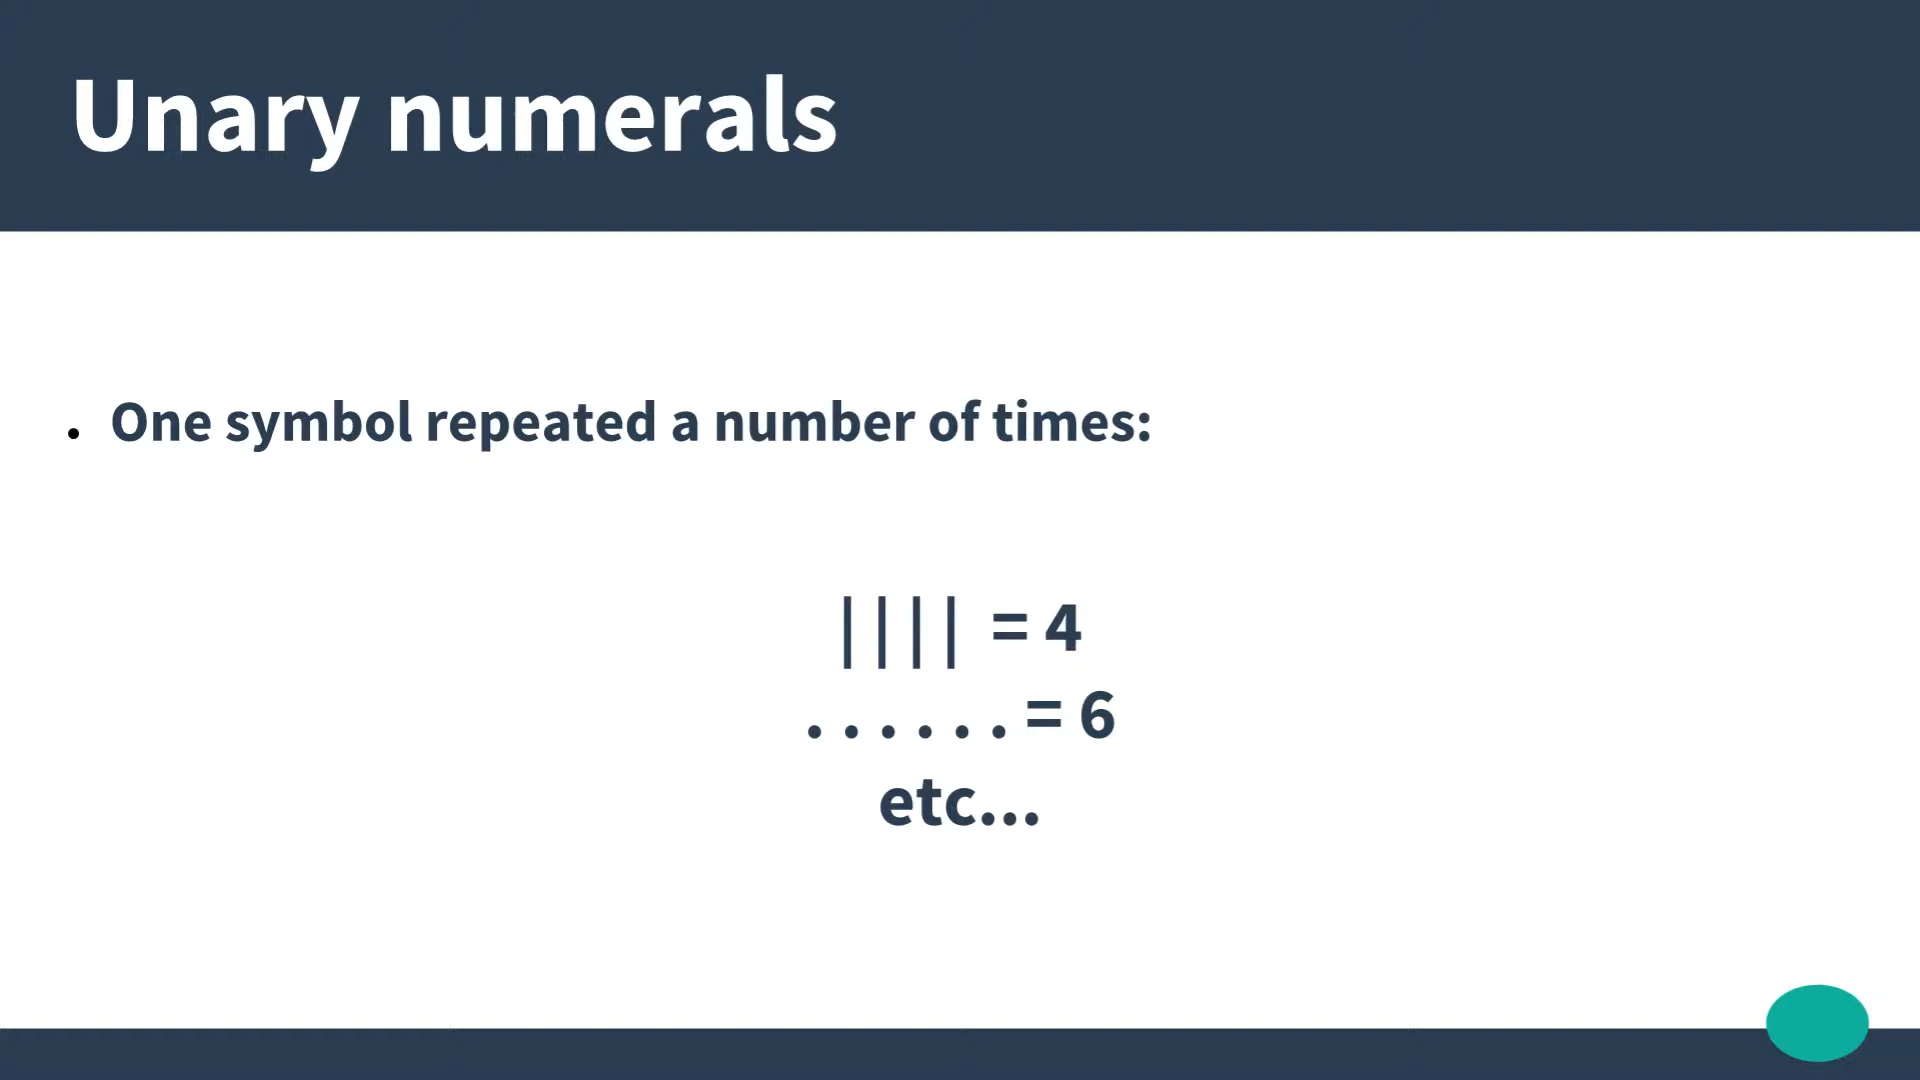 Unary numerals
• One symbol repeated a number of times:
|||| = 4
. . . . . . = 6
etc...